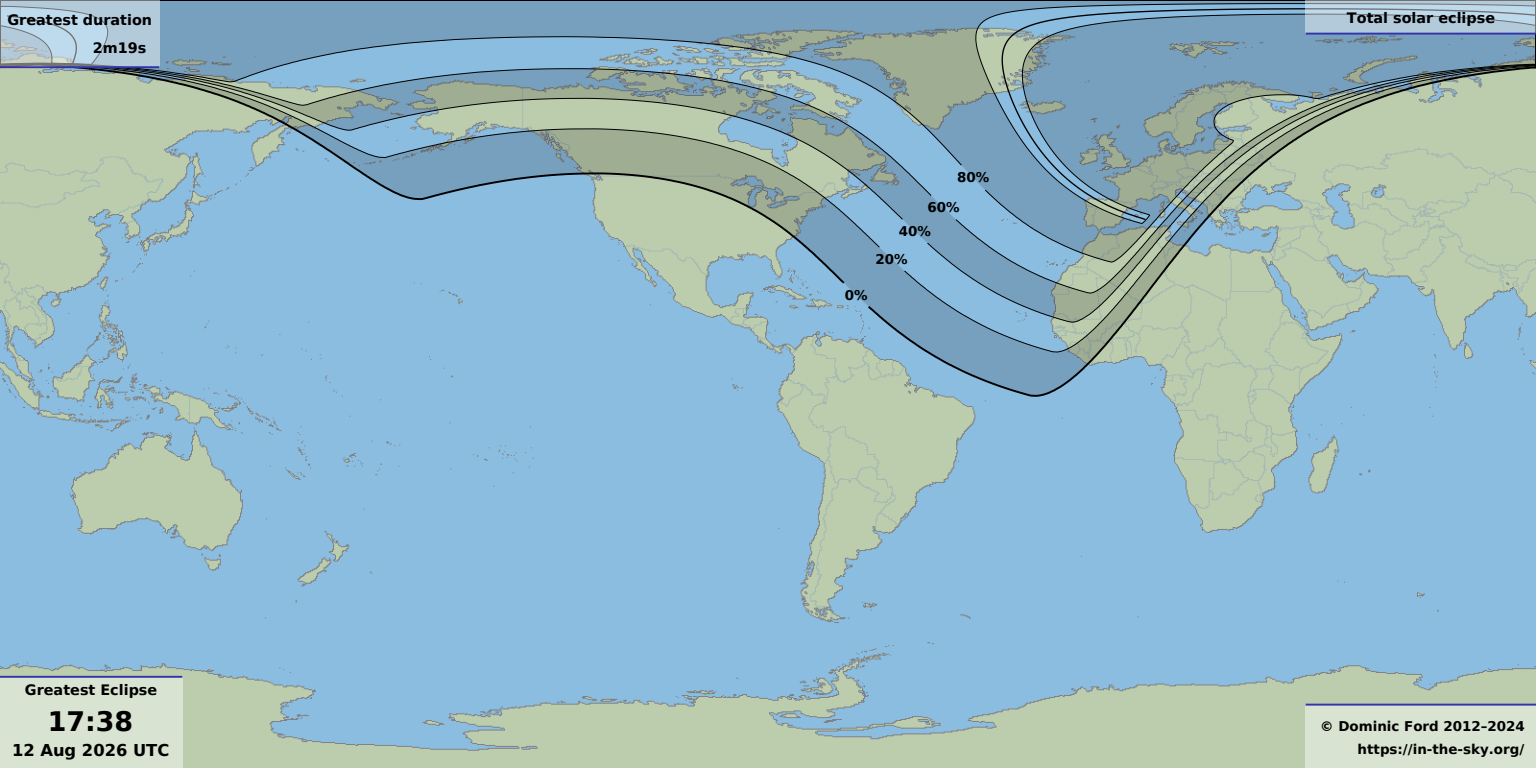 Greatest duration
2m19s
Total solar eclipse
80%
60%
40%
20%
0%
Greatest Eclipse
17:38
12 Aug 2026 UTC
© Dominic Ford 2012–2024
https://in-the-sky.org/